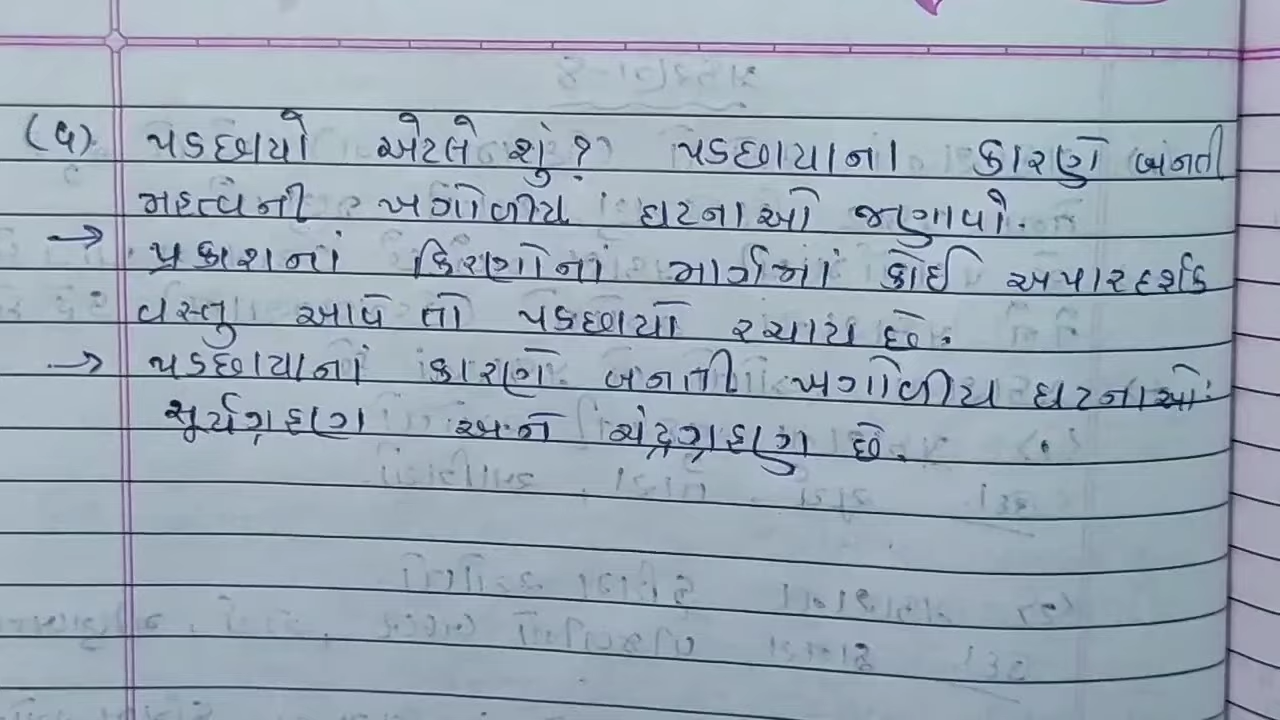 (૫) પડછાયો એટલે શું? પડછાયાના કારણે બનતી
મહત્વની ખગોળીય ઘટનાઓ જણાવો.
→ પ્રકાશનાં કિરણોનાં માર્ગમાં કોઈ અપારદર્શક
વસ્તુ આવે તો પડછાયો રચાય છે.
→ પડછાયાનાં કારણે બનતી ખગોળીય ઘટનાઓ:
સૂર્યગ્રહણ અને ચંદ્રગ્રહણ છે.